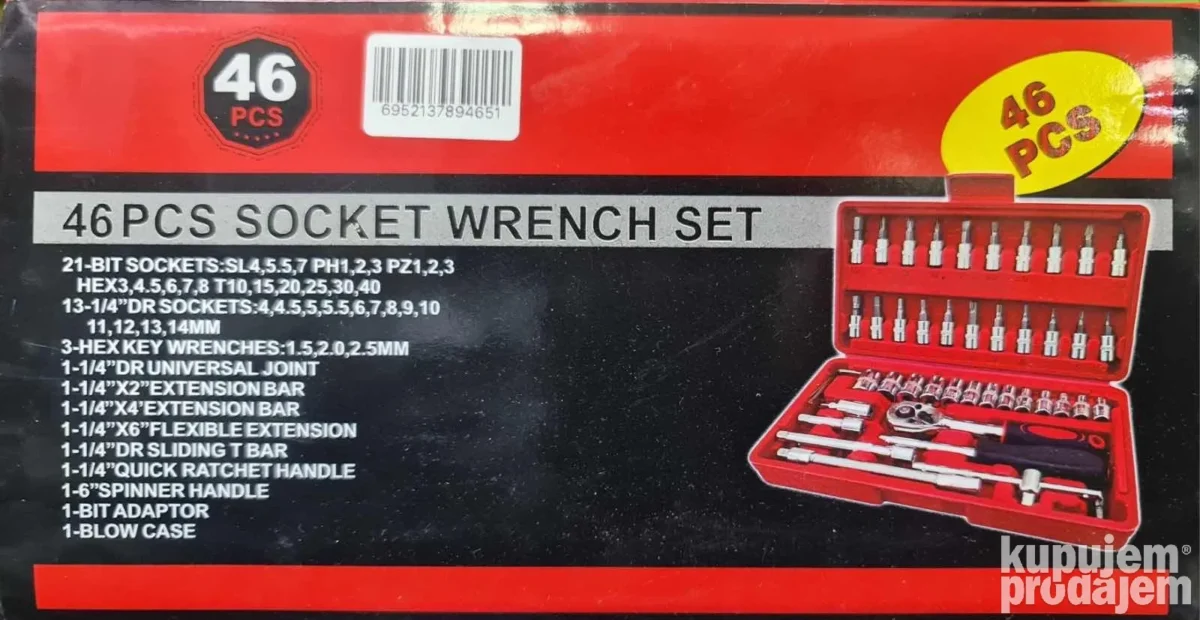 46
PCS
6952137894651
46
PCS
46PCS SOCKET WRENCH SET
21-BIT SOCKETS:SL4,5.5,7 PH1,2,3 PZ1,2,3
HEX3,4.5,6,7,8 T10,15,20,25,30,40
13-1/4”DR SOCKETS:4,4.5,5,5.5,6,7,8,9,10
11,12,13,14MM
3-HEX KEY WRENCHES:1.5,2.0,2.5MM
1-1/4”DR UNIVERSAL JOINT
1-1/4”X2”EXTENSION BAR
1-1/4”X4’EXTENSION BAR
1-1/4”X6”FLEXIBLE EXTENSION
1-1/4”DR SLIDING T BAR
1-1/4”QUICK RATCHET HANDLE
1-6”SPINNER HANDLE
1-BIT ADAPTOR
1-BLOW CASE
kupujem®
prodajem